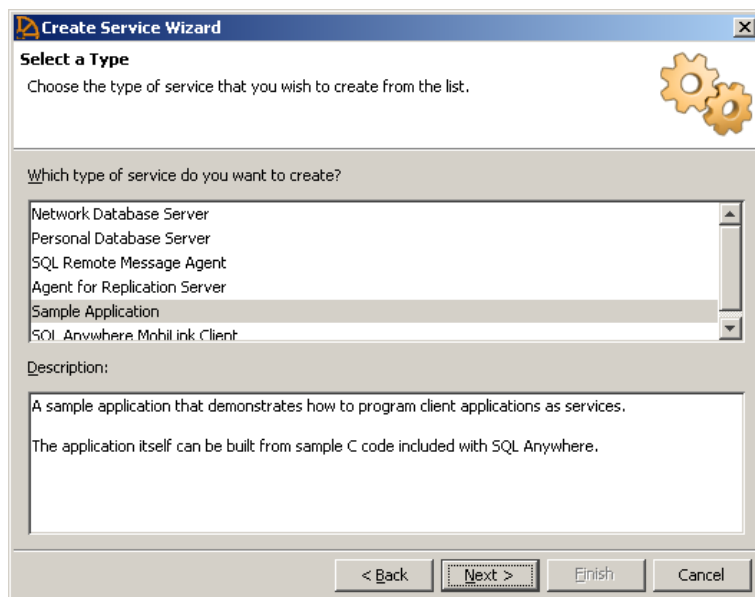 Create Service Wizard
Select a Type
Choose the type of service that you wish to create from the list.
Which type of service do you want to create?
Network Database Server
Personal Database Server
SQL Remote Message Agent
Agent for Replication Server
Sample Application
SQL Anywhere MobiLink Client
Description:
A sample application that demonstrates how to program client applications as services.
The application itself can be built from sample C code included with SQL Anywhere.
< Back Next > Finish Cancel